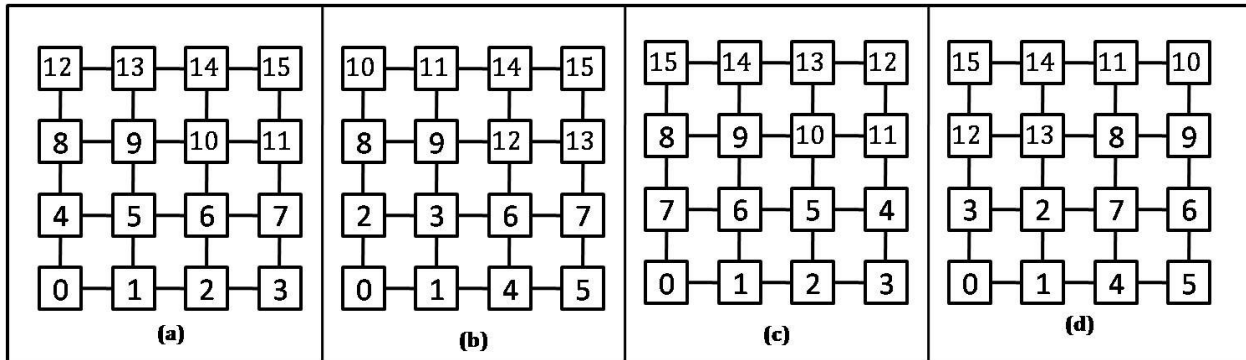 12 13 14 15
8 9 10 11
4 5 6 7
0 1 2 3
(a)
10 11 14 15
8 9 12 13
2 3 6 7
0 1 4 5
(b)
15 14 13 12
8 9 10 11
7 6 5 4
0 1 2 3
(c)
15 14 11 10
12 13 8 9
3 2 7 6
0 1 4 5
(d)